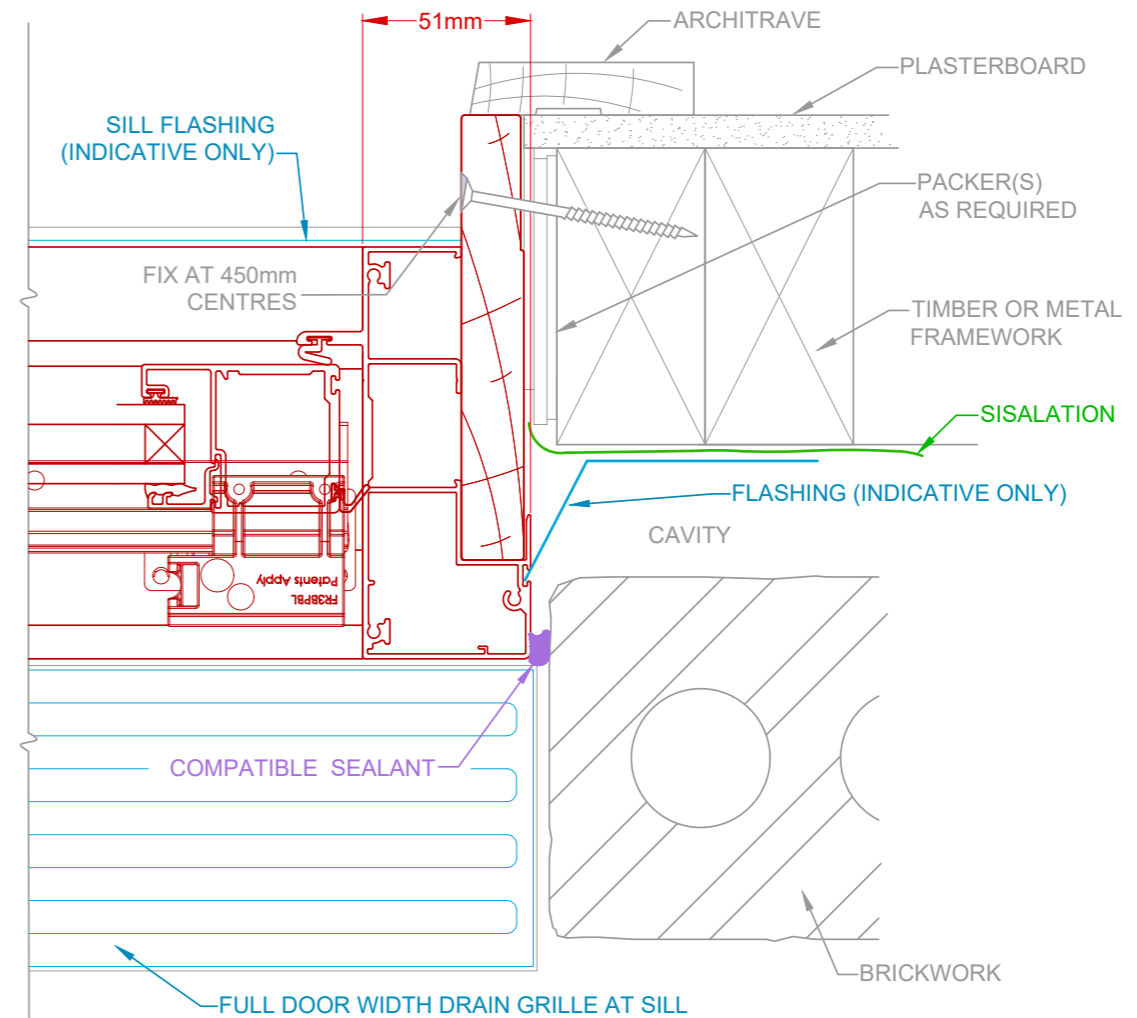 51mm
ARCHITRAVE
PLASTERBOARD
SILL FLASHING
(INDICATIVE ONLY)
PACKER(S)
AS REQUIRED
FIX AT 450mm
CENTRES
TIMBER OR METAL
FRAMEWORK
SISALATION
FLASHING (INDICATIVE ONLY)
CAVITY
FR3BPBL
Patents Apply
COMPATIBLE SEALANT
BRICKWORK
FULL DOOR WIDTH DRAIN GRILLE AT SILL